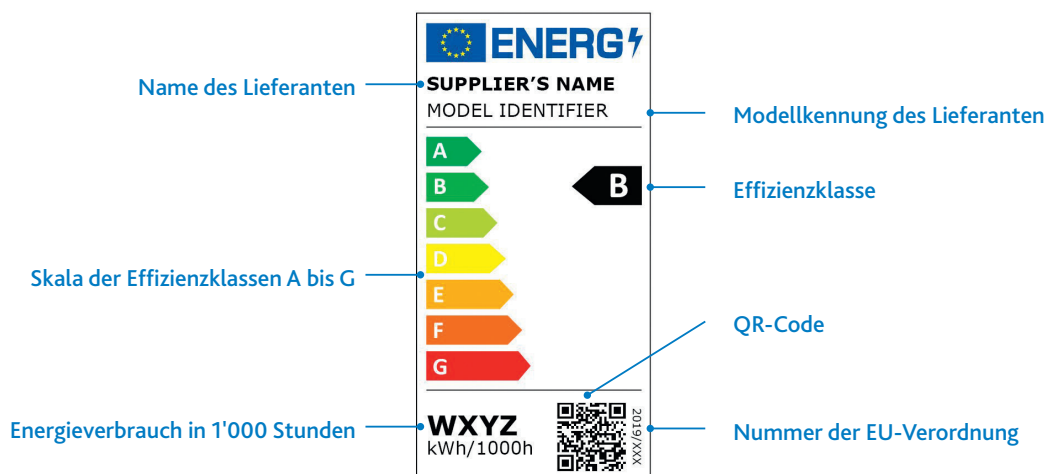 ENERG
Name des Lieferanten
SUPPLIER'S NAME
MODEL IDENTIFIER
Modellkennung des Lieferanten
A
B
B
Effizienzklasse
C
D
Skala der Effizienzklassen A bis G
E
F
QR-Code
G
Energieverbrauch in 1'000 Stunden
WXYZ
kWh/1000h
2019/XXX
Nummer der EU-Verordnung